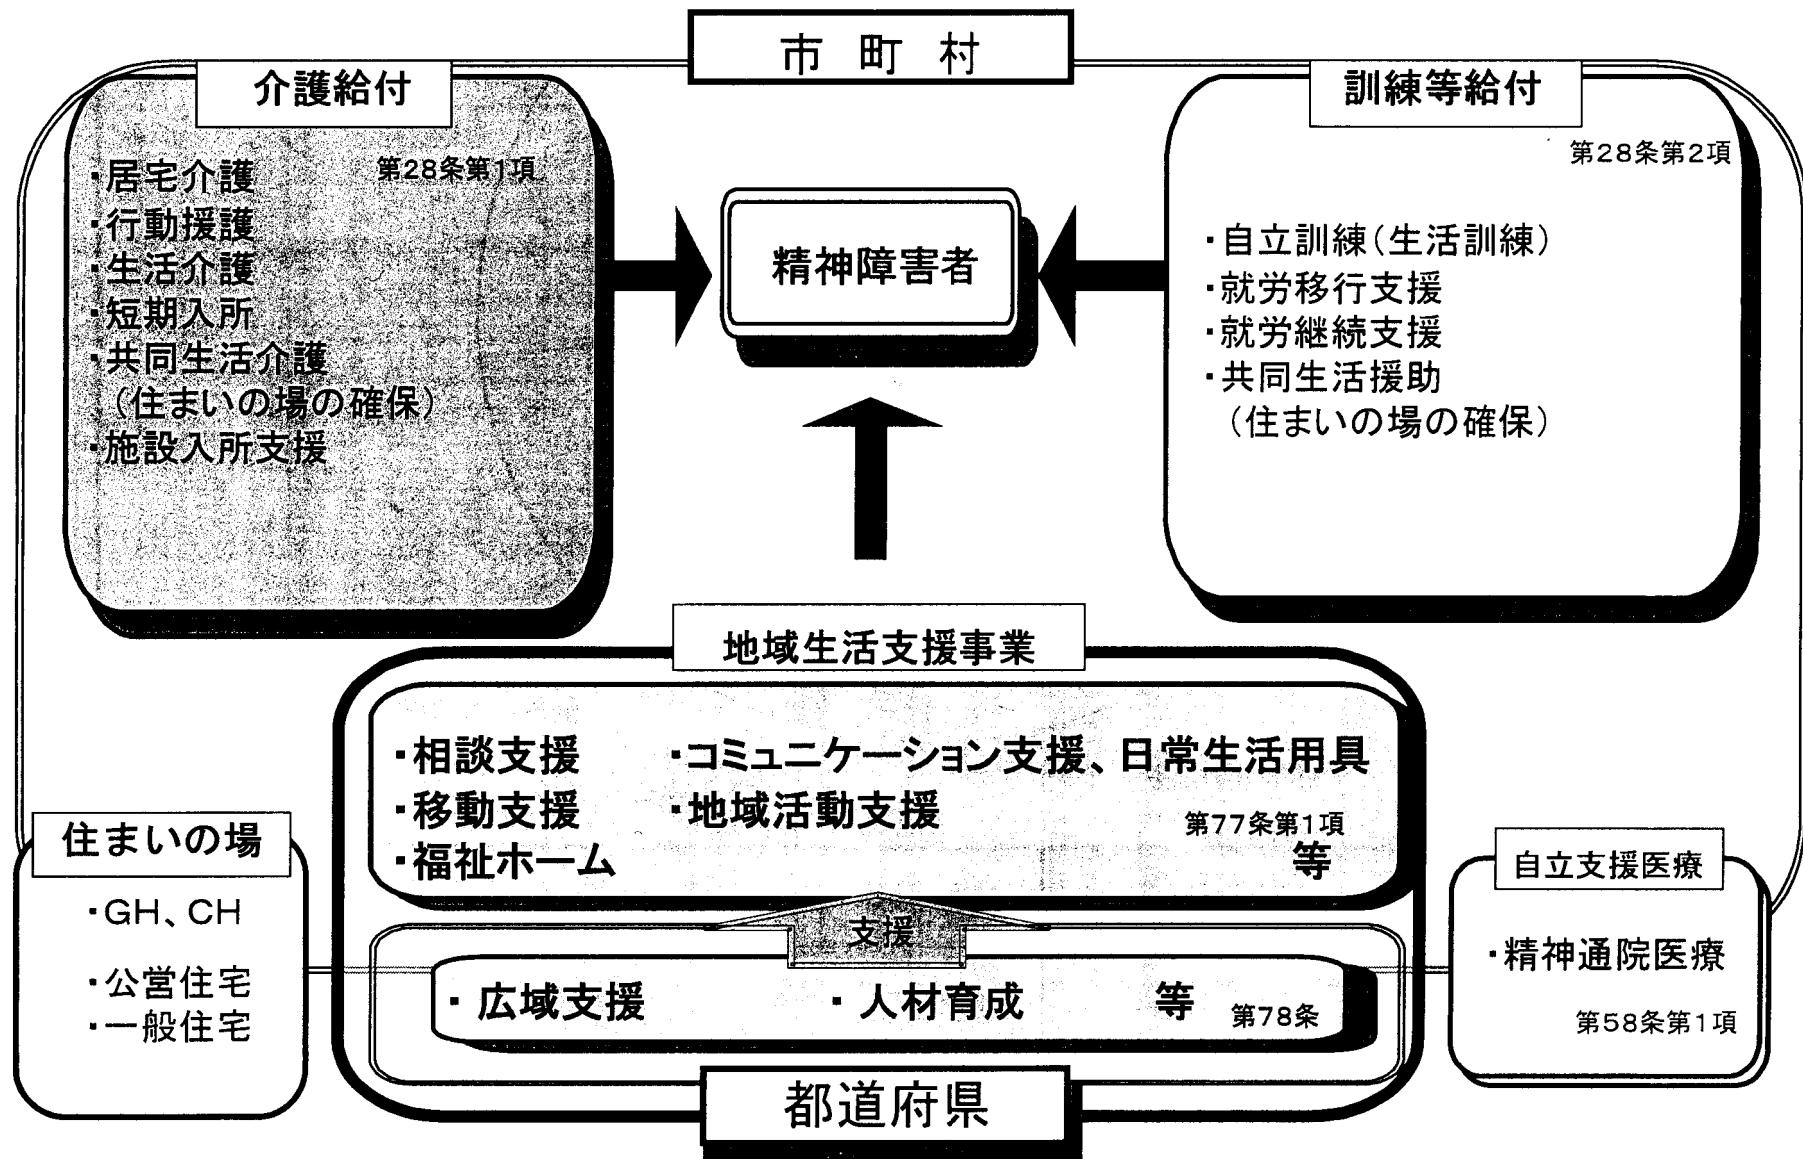 市町村
介護給付
第28条第1項
・居宅介護
・行動援護
・生活介護
・短期入所
・共同生活介護
（住まいの場の確保）
・施設入所支援
精神障害者
訓練等給付
第28条第2項
・自立訓練（生活訓練）
・就労移行支援
・就労継続支援
・共同生活援助
（住まいの場の確保）
地域生活支援事業
・相談支援 ・コミュニケーション支援、日常生活用具
・移動支援 ・地域活動支援
第77条第1項
・福祉ホーム 等
支援
・広域支援 ・人材育成 等 第78条
都道府県
住まいの場
・GH、CH
・公営住宅
・一般住宅
自立支援医療
・精神通院医療
第58条第1項